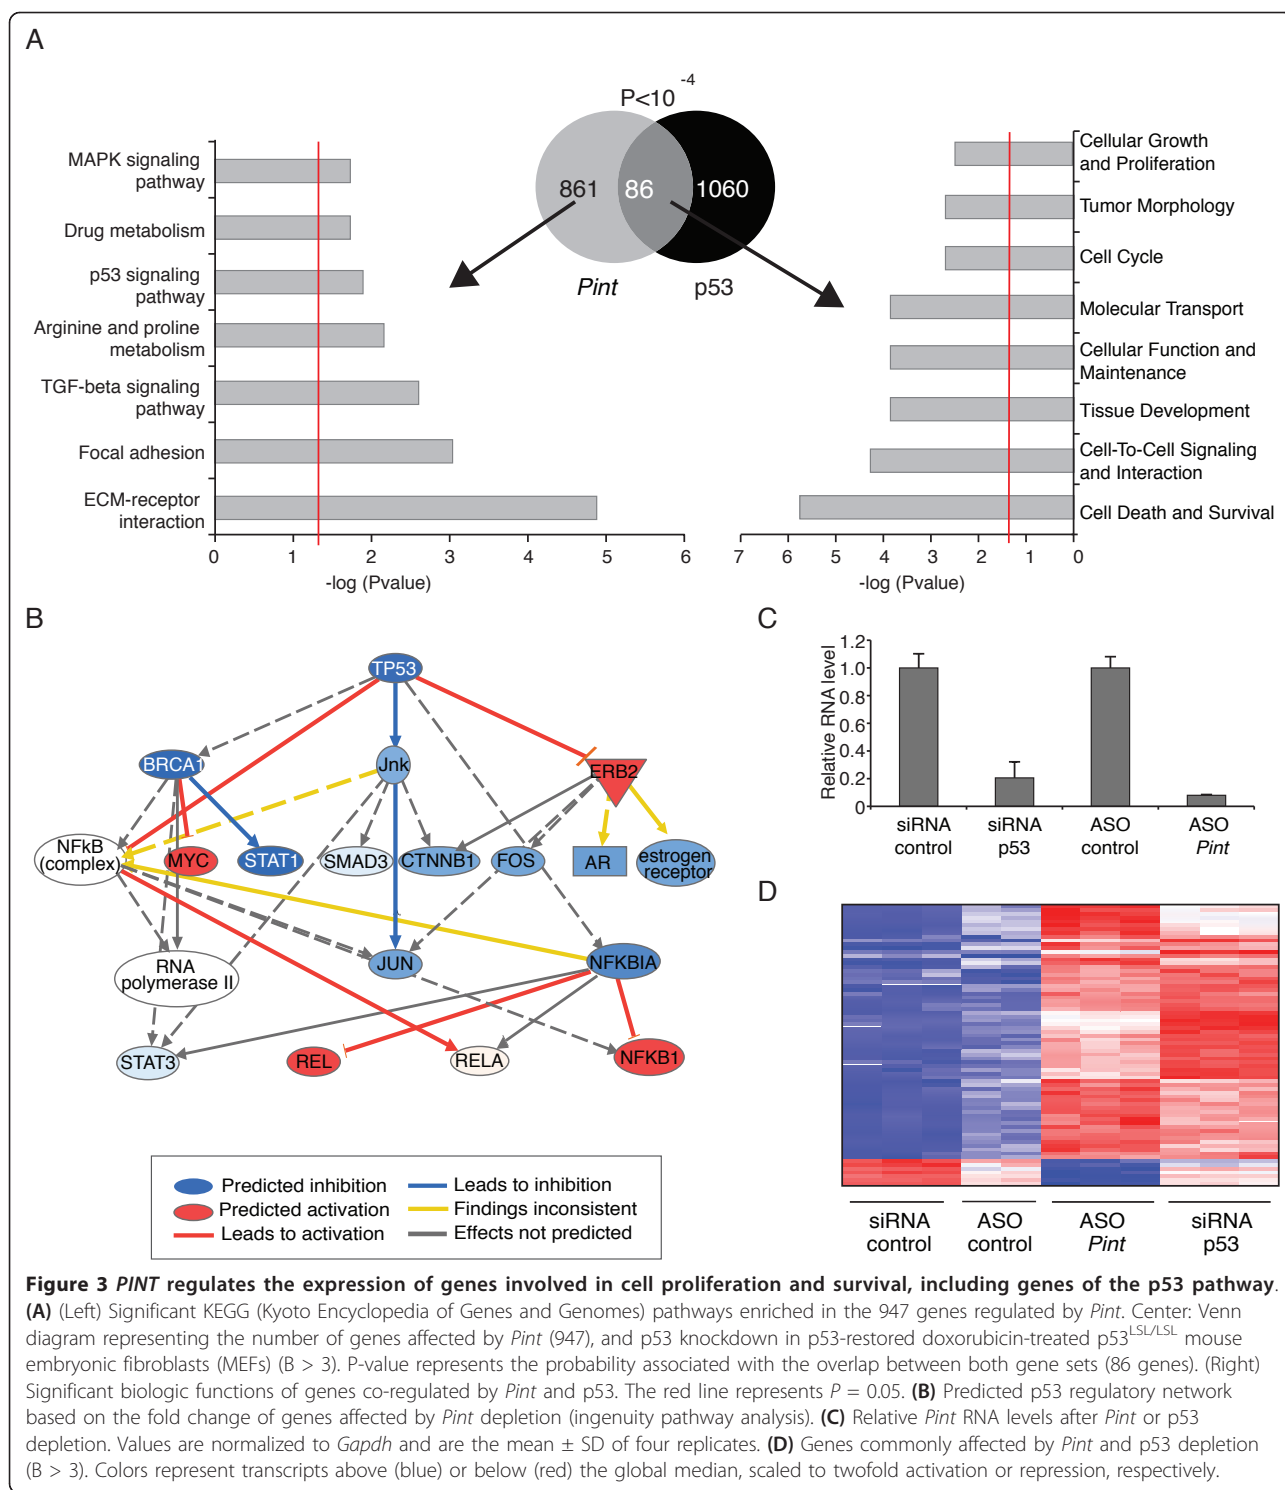 A
P<10
-4
861
86
1060
Pint
p53
MAPK signaling
pathway
Drug metabolism
p53 signaling
pathway
Arginine and proline
metabolism
TGF-beta signaling
pathway
Focal adhesion
ECM-receptor
interaction
0 1 2 3 4 5 6
-log (Pvalue)
Cellular Growth
and Proliferation
Tumor Morphology
Cell Cycle
Molecular Transport
Cellular Function and
Maintenance
Tissue Development
Cell-To-Cell Signaling
and Interaction
Cell Death and Survival
7 6 5 4 3 2 1 0
-log (Pvalue)
B
TP53
BRCA1
Jnk
ERB2
NFkB
(complex)
MYC
STAT1
SMAD3
CTNNB1
FOS
AR
estrogen
receptor
RNA
polymerase II
JUN
NFKBIA
STAT3
REL
RELA
NFKB1
Predicted inhibition
Predicted activation
Leads to activation
Leads to inhibition
Findings inconsistent
Effects not predicted
C
Relative RNA level
1.2
1.0
0.8
0.6
0.4
0.2
0
siRNA
control
siRNA
p53
ASO
control
ASO
Pint
D
siRNA
control
ASO
control
ASO
Pint
siRNA
p53
Figure 3 PINT regulates the expression of genes involved in cell proliferation and survival, including genes of the p53 pathway.
(A) (Left) Significant KEGG (Kyoto Encyclopedia of Genes and Genomes) pathways enriched in the 947 genes regulated by Pint. Center: Venn
diagram representing the number of genes affected by Pint (947), and p53 knockdown in p53-restored doxorubicin-treated p53LSL/LSL mouse
embryonic fibroblasts (MEFs) (B > 3). P-value represents the probability associated with the overlap between both gene sets (86 genes). (Right)
Significant biologic functions of genes co-regulated by Pint and p53. The red line represents P = 0.05. (B) Predicted p53 regulatory network
based on the fold change of genes affected by Pint depletion (ingenuity pathway analysis). (C) Relative Pint RNA levels after Pint or p53
depletion. Values are normalized to Gapdh and are the mean ± SD of four replicates. (D) Genes commonly affected by Pint and p53 depletion
(B > 3). Colors represent transcripts above (blue) or below (red) the global median, scaled to twofold activation or repression, respectively.